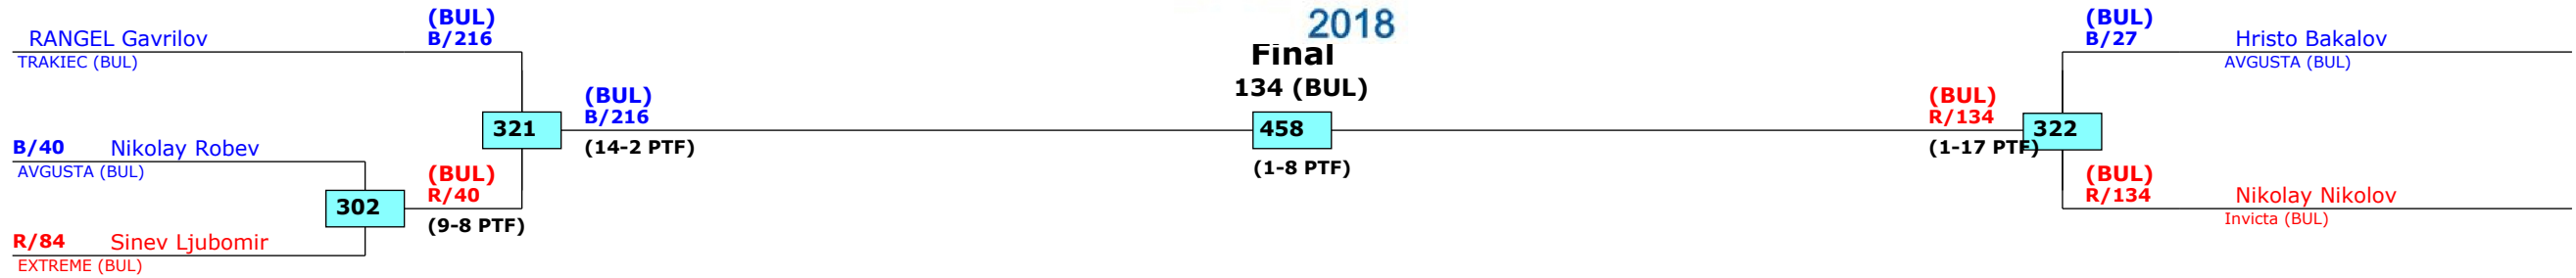 2018
Final
134 (BUL)
458
(1-8 PTF)
(BUL)
B/216
RANGEL Gavrilov
TRAKIEC (BUL)
321
(BUL)
B/216
(14-2 PTF)
B/40 Nikolay Robev
AVGUSTA (BUL)
302
(BUL)
R/40
(9-8 PTF)
R/84 Sinev Ljubomir
EXTREME (BUL)
(BUL)
B/27 Hristo Bakalov
AVGUSTA (BUL)
(BUL)
R/134
322
(1-17 PTF)
(BUL)
R/134 Nikolay Nikolov
Invicta (BUL)